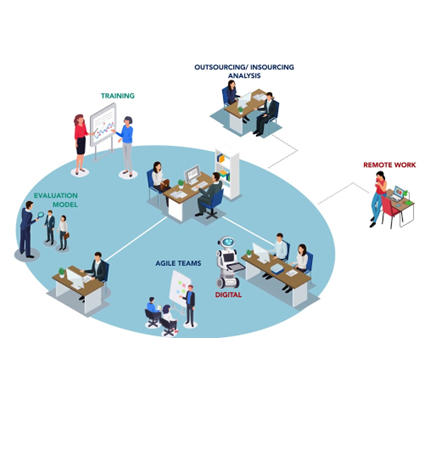 OUTSOURCING/ INSOURCING
ANALYSIS
TRAINING
REMOTE WORK
EVALUATION
MODEL
AGILE TEAMS
DIGITAL